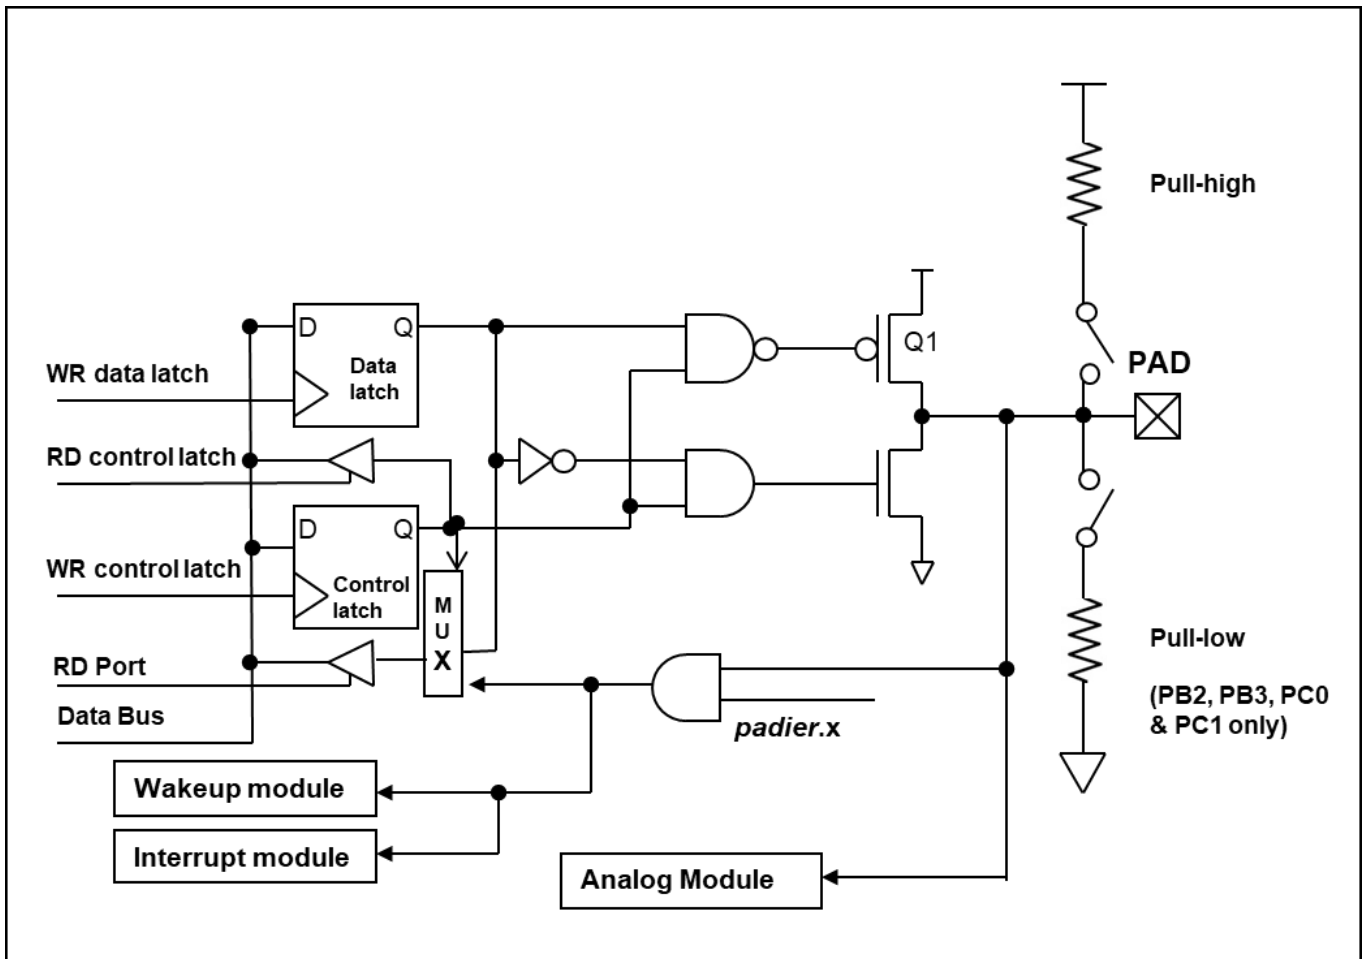 Pull-high
Q1
PAD
D Q
Data
latch
WR data latch
RD control latch
D Q
Control
latch
WR control latch
M
U
X
RD Port
Data Bus
padier.x
Pull-low
(PB2, PB3, PC0
& PC1 only)
Wakeup module
Interrupt module
Analog Module